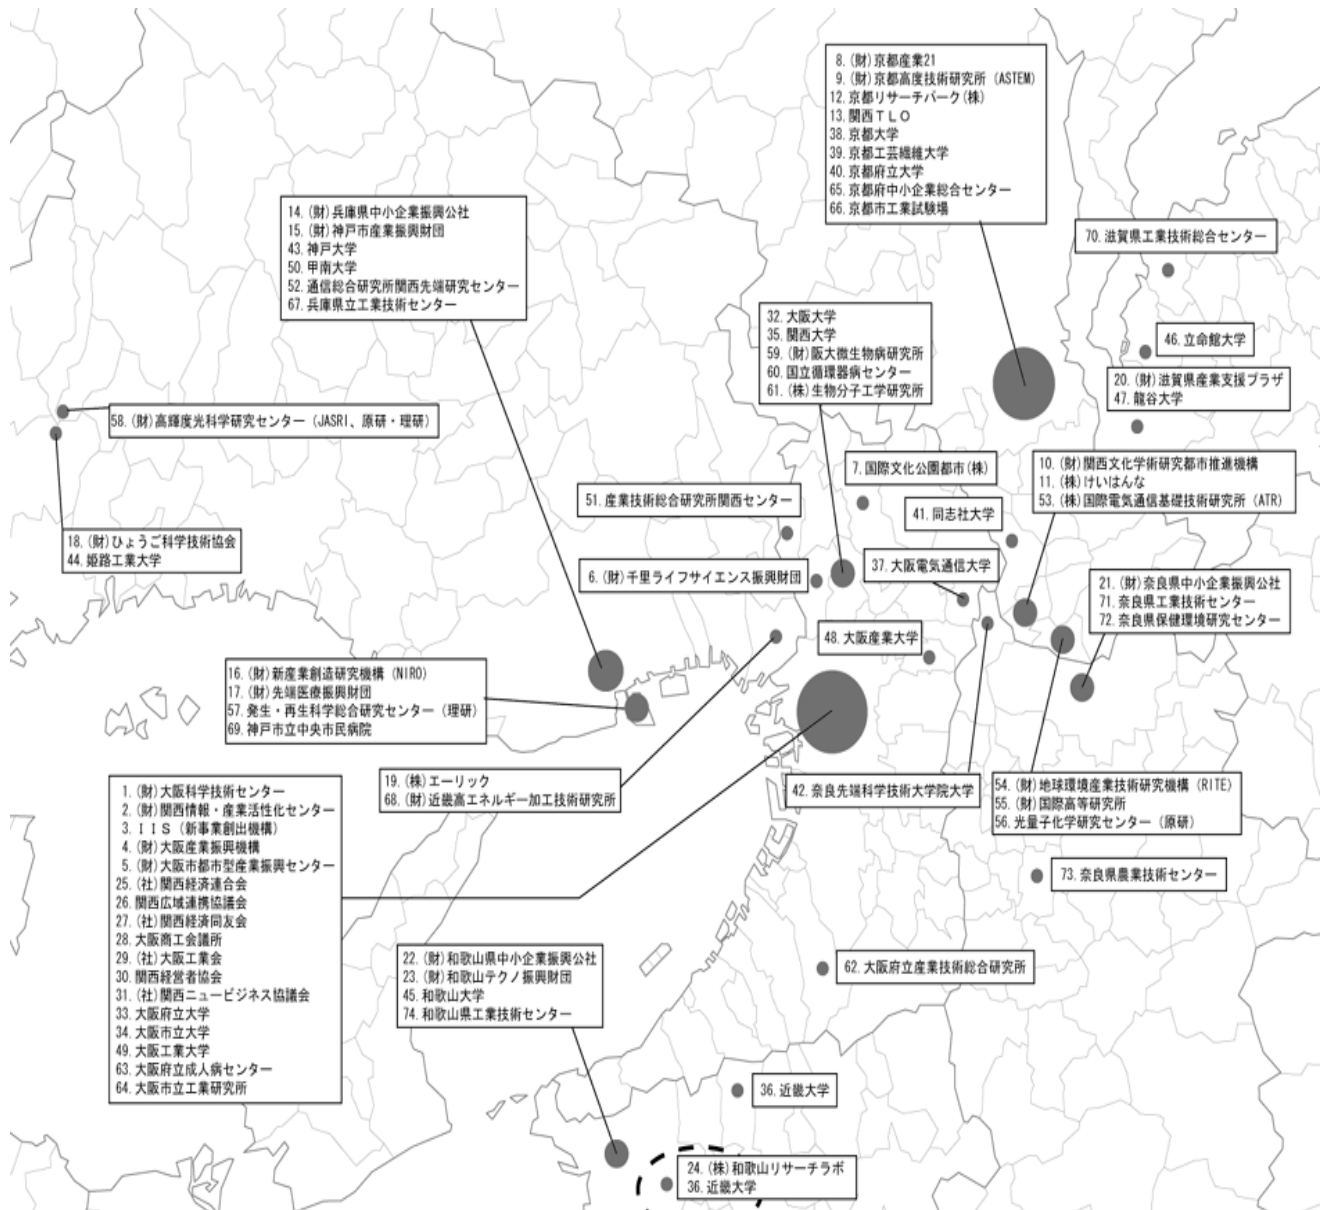 8. (財)京都産業21
9. (財)京都高度技術研究所 (ASTEM)
12. 京都リサーチパーク(株)
13. 関西ＴＬＯ
38. 京都大学
39. 京都工芸繊維大学
40. 京都府立大学
65. 京都府中小企業総合センター
66. 京都市工業試験場
14. (財)兵庫県中小企業振興公社
15. (財)神戸市産業振興財団
43. 神戸大学
50. 甲南大学
52. 通信総合研究所関西先端研究センター
67. 兵庫県立工業技術センター
70. 滋賀県工業技術総合センター
32. 大阪大学
35. 関西大学
59. (財)阪大微生物病研究所
60. 国立循環器病センター
61. (株)生物分子工学研究所
46. 立命館大学
20. (財)滋賀県産業支援プラザ
47. 龍谷大学
58. (財)高輝度光科学研究センター (JASRI、原研・理研)
7. 国際文化公園都市(株)
10. (財)関西文化学術研究都市推進機構
11. (株)けいはんな
53. (株)国際電気通信基礎技術研究所 (ATR)
51. 産業技術総合研究所関西センター
41. 同志社大学
18. (財)ひょうご科学技術協会
44. 姫路工業大学
6. (財)千里ライフサイエンス振興財団
37. 大阪電気通信大学
21. (財)奈良県中小企業振興公社
71. 奈良県工業技術センター
72. 奈良県保健環境研究センター
48. 大阪産業大学
16. (財)新産業創造研究機構 (NIRO)
17. (財)先端医療振興財団
57. 発生・再生科学総合研究センター (理研)
69. 神戸市立中央市民病院
19. (株)エーリック
68. (財)近畿高エネルギー加工技術研究所
42. 奈良先端科学技術大学院大学
54. (財)地球環境産業技術研究機構 (RITE)
55. (財)国際高等研究所
56. 光量子化学研究センター (原研)
1. (財)大阪科学技術センター
2. (財)関西情報・産業活性化センター
3. ＩＩＳ (新事業創出機構)
4. (財)大阪産業振興機構
5. (財)大阪市都市型産業振興センター
25. (社)関西経済連合会
26. 関西広域連携協議会
27. (社)関西経済同友会
28. 大阪商工会議所
29. (社)大阪工業会
30. 関西経営者協会
31. (社)関西ニュービジネス協議会
33. 大阪府立大学
34. 大阪市立大学
49. 大阪工業大学
63. 大阪府立成人病センター
64. 大阪市立工業研究所
73. 奈良県農業技術センター
22. (財)和歌山県中小企業振興公社
23. (財)和歌山テクノ振興財団
45. 和歌山大学
74. 和歌山県工業技術センター
62. 大阪府立産業技術総合研究所
36. 近畿大学
24. (株)和歌山リサーチラボ
36. 近畿大学